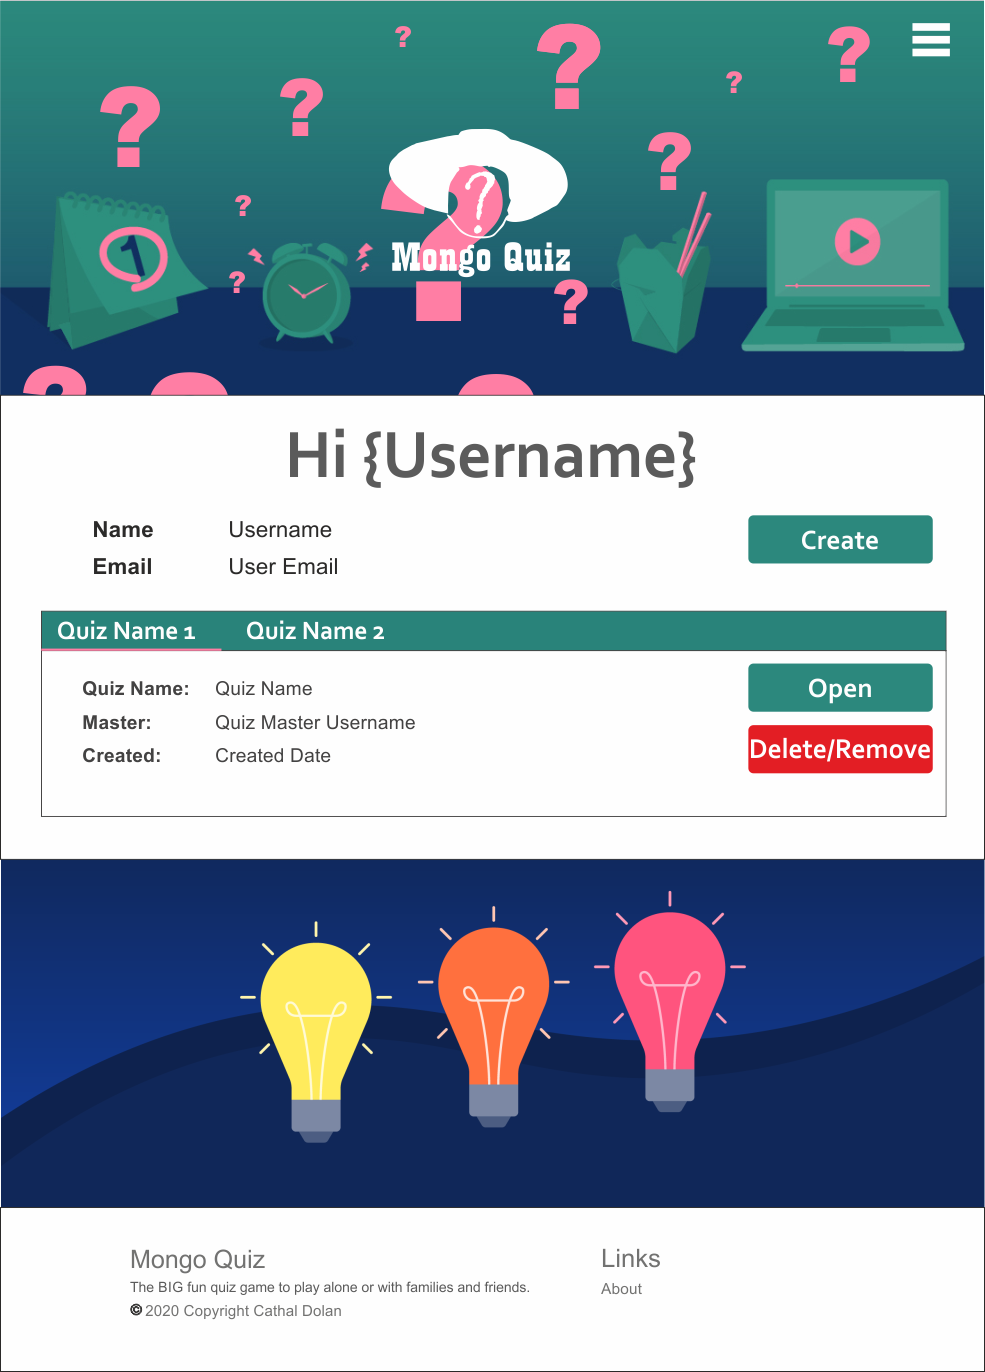 1
Mongo Quiz
Hi {Username}
Name Username
Email User Email
Create
Quiz Name 1 Quiz Name 2
Quiz Name: Quiz Name
Master: Quiz Master Username
Created: Created Date
Open
Delete/Remove
Mongo Quiz
The BIG fun quiz game to play alone or with families and friends.
© 2020 Copyright Cathal Dolan
Links
About